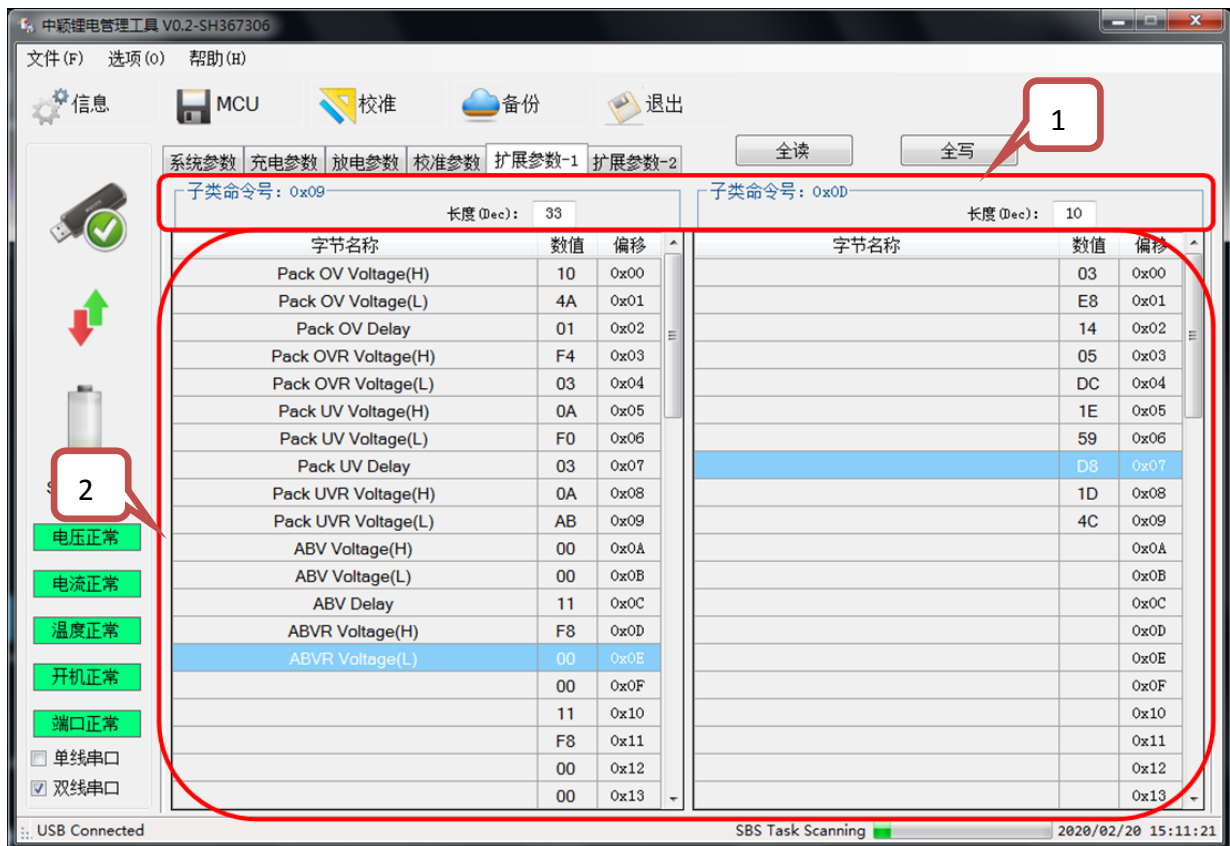 中颖锂电管理工具 V0.2-SH367306
文件(F) 选项(O) 帮助(H)
信息 MCU 校准 备份 退出
1
系统参数 充电参数 放电参数 校准参数 扩展参数-1 扩展参数-2 全读 全写
子类命令号: 0x09 子类命令号: 0x0D
长度(Dec): 33 长度(Dec): 10
字节名称 数值 偏移 字节名称 数值 偏移
Pack OV Voltage(H) 10 0x00 03 0x00
Pack OV Voltage(L) 4A 0x01 E8 0x01
Pack OV Delay 01 0x02 14 0x02
Pack OVR Voltage(H) F4 0x03 05 0x03
Pack OVR Voltage(L) 03 0x04 DC 0x04
Pack UV Voltage(H) 0A 0x05 1E 0x05
Pack UV Voltage(L) F0 0x06 59 0x06
Pack UV Delay 03 0x07 D8 0x07
2
Pack UVR Voltage(H) 0A 0x08 1D 0x08
Pack UVR Voltage(L) AB 0x09 4C 0x09
ABV Voltage(H) 00 0x0A 0x0A
ABV Voltage(L) 00 0x0B 0x0B
ABV Delay 11 0x0C 0x0C
ABVR Voltage(H) F8 0x0D 0x0D
ABVR Voltage(L) 00 0x0E 0x0E
00 0x0F 0x0F
11 0x10 0x10
F8 0x11 0x11
00 0x12 0x12
00 0x13 0x13
电压正常
电流正常
温度正常
开机正常
端口正常
单线串口
双线串口
USB Connected SBS Task Scanning 2020/02/20 15:11:21